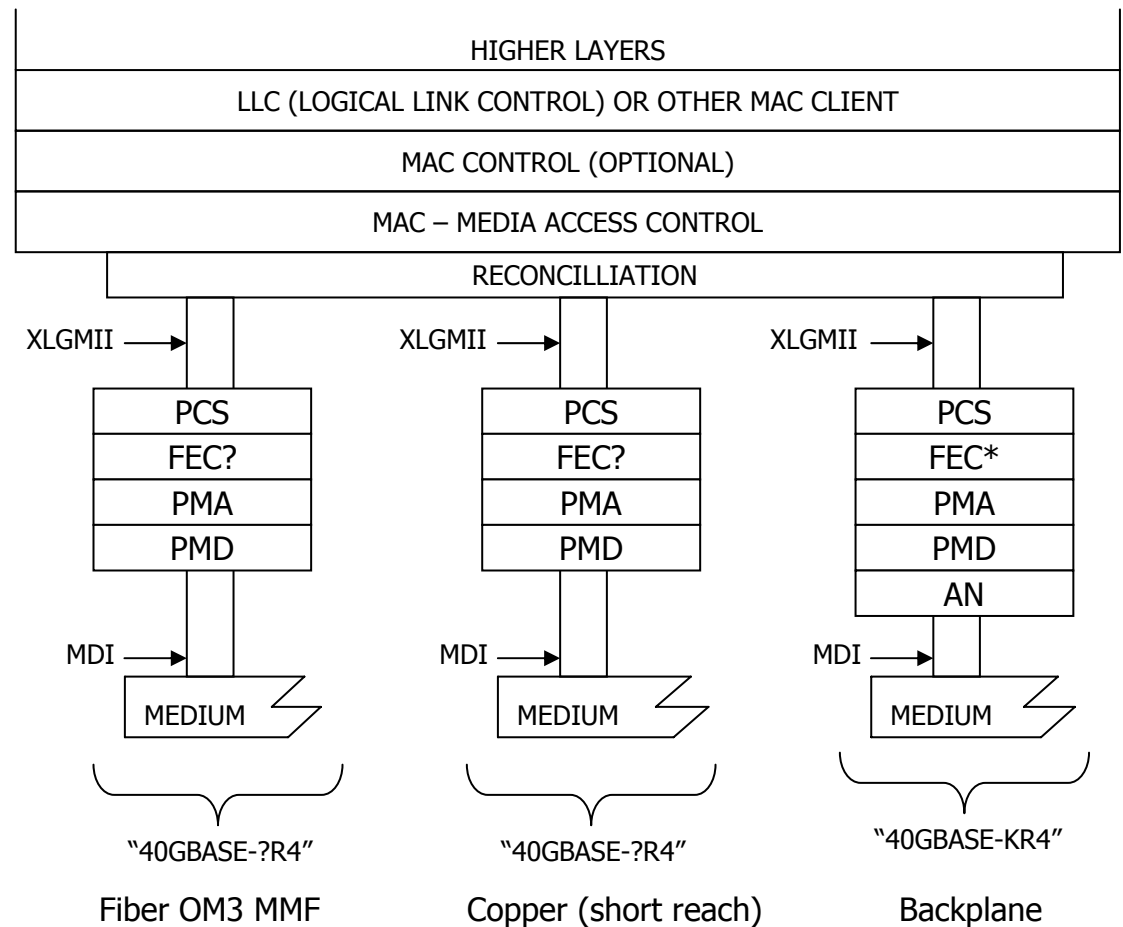 HIGHER LAYERS
LLC (LOGICAL LINK CONTROL) OR OTHER MAC CLIENT
MAC CONTROL (OPTIONAL)
MAC – MEDIA ACCESS CONTROL
RECONCILLIATION
XLGMII XLGMII XLGMII
PCS PCS PCS
FEC? FEC? FEC*
PMA PMA PMA
PMD PMD PMD
AN
MDI MDI MDI
MEDIUM MEDIUM MEDIUM
“40GBASE-?R4” “40GBASE-?R4” “40GBASE-KR4”
Fiber OM3 MMF Copper (short reach) Backplane